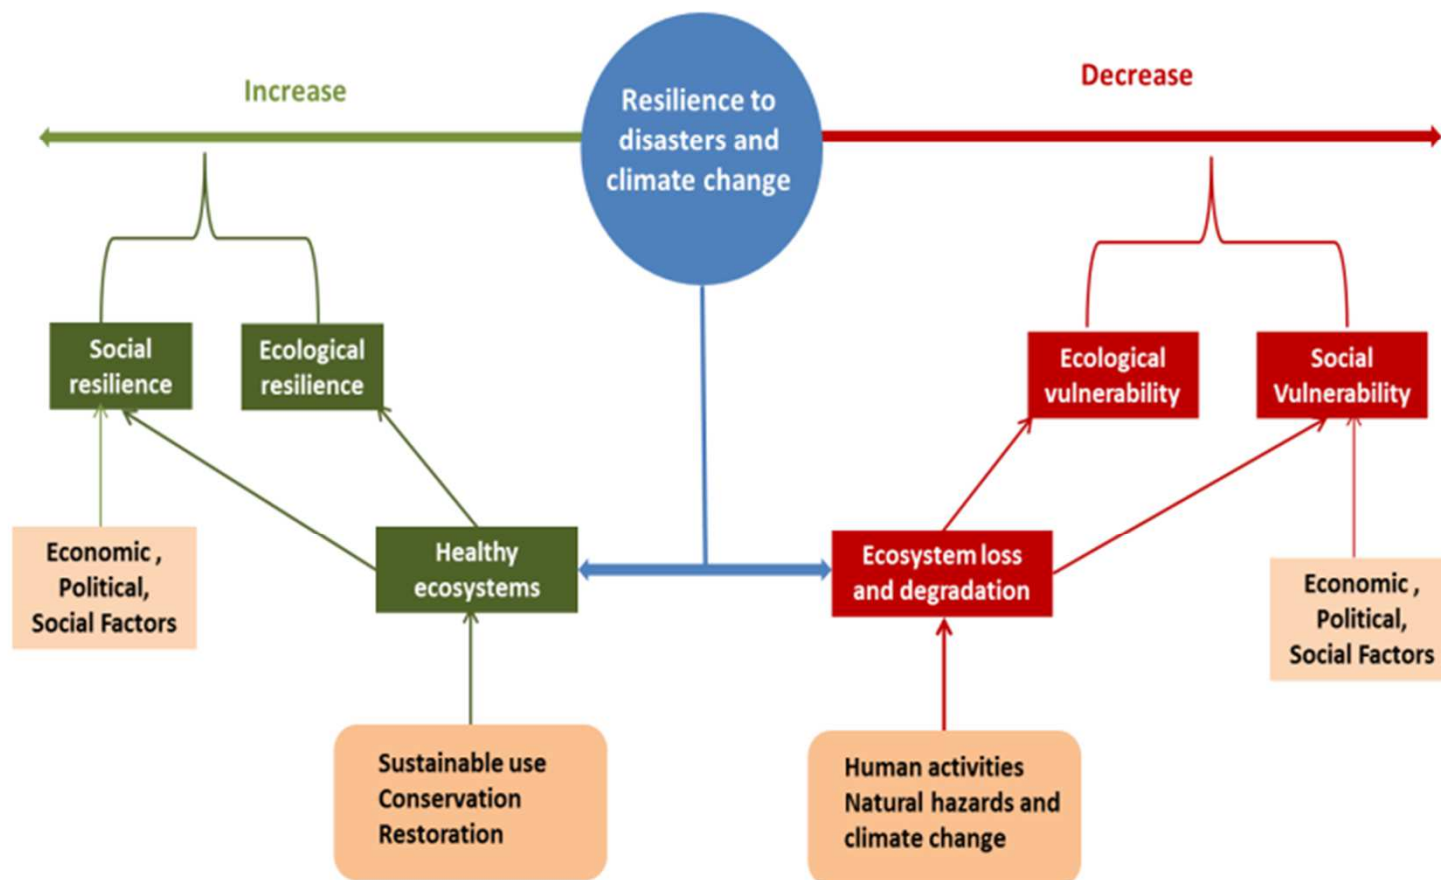 Increase
Resilience to
disasters and
climate change
Decrease
Social
resilience
Ecological
resilience
Ecological
vulnerability
Social
Vulnerability
Economic ,
Political,
Social Factors
Healthy
ecosystems
Ecosystem loss
and degradation
Economic ,
Political,
Social Factors
Sustainable use
Conservation
Restoration
Human activities
Natural hazards and
climate change